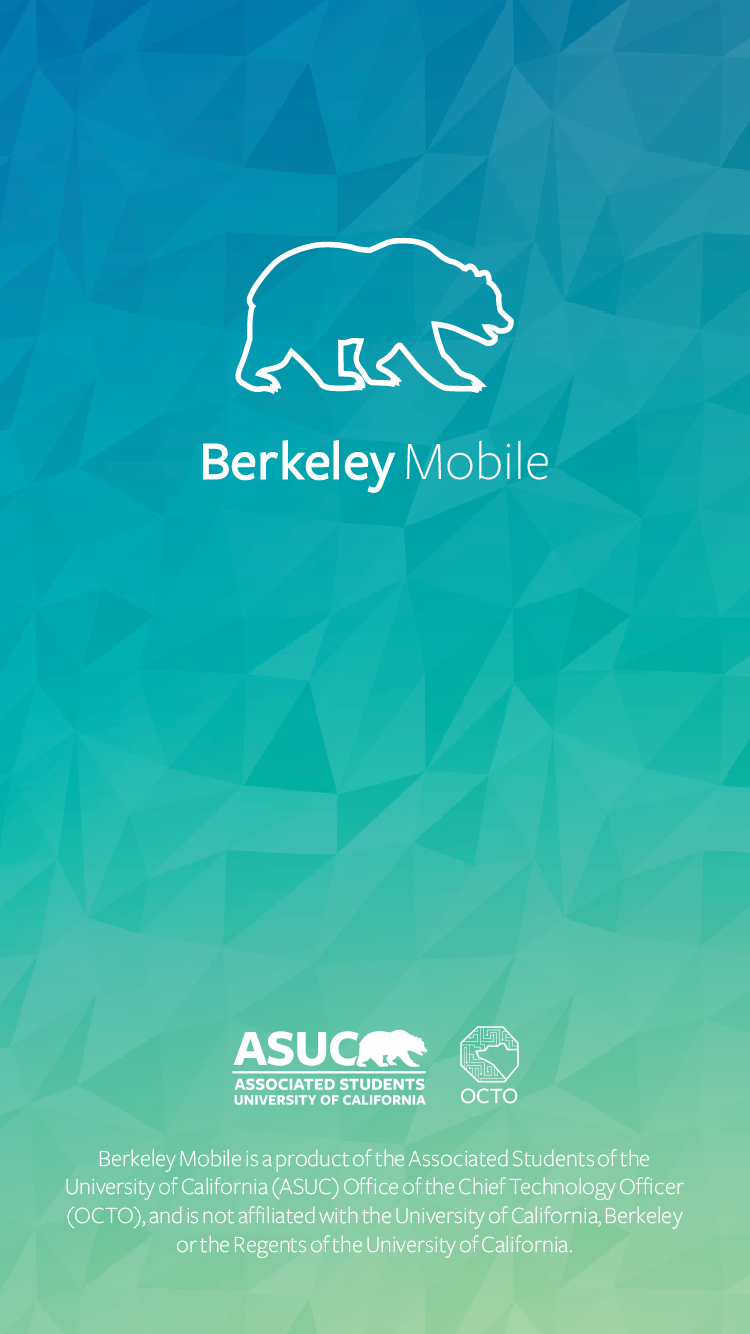 Berkeley Mobile
ASUC
ASSOCIATED STUDENTS
UNIVERSITY OF CALIFORNIA
OCTO
Berkeley Mobile is a product of the Associated Students of the
University of California (ASUC) Office of the Chief Technology Officer
(OCTO), and is not affiliated with the University of California, Berkeley
or the Regents of the University of California.